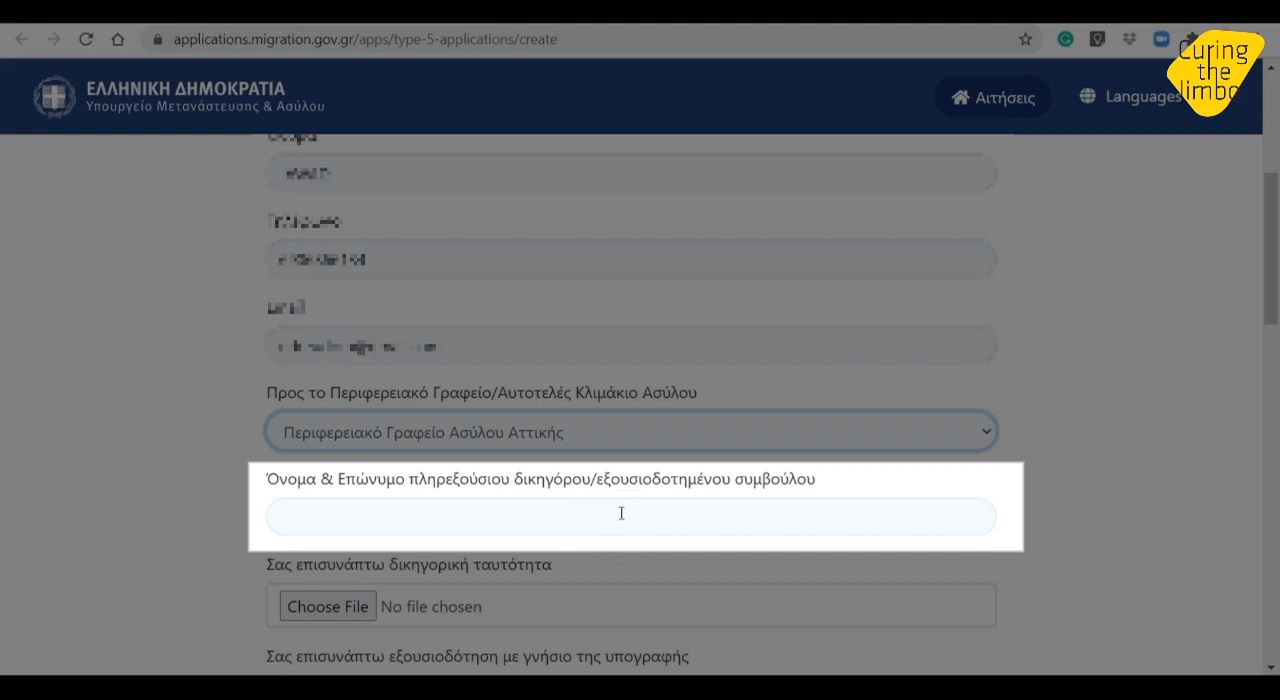 applications.migration.gov.gr/apps/type-5-applications/create
curing
the
limbo
ΕΛΛΗΝΙΚΗ ΔΗΜΟΚΡΑΤΙΑ
Υπουργείο Μετανάστευσης & Ασύλου
Αιτήσεις
Languages
Προς το Περιφερειακό Γραφείο/Αυτοτελές Κλιμάκιο Ασύλου
Περιφερειακό Γραφείο Ασύλου Αττικής
Όνομα & Επώνυμο πληρεξούσιου δικηγόρου/εξουσιοδοτημένου συμβούλου
Σας επισυνάπτω δικηγορική ταυτότητα
Choose File No file chosen
Σας επισυνάπτω εξουσιοδότηση με γνήσιο της υπογραφής